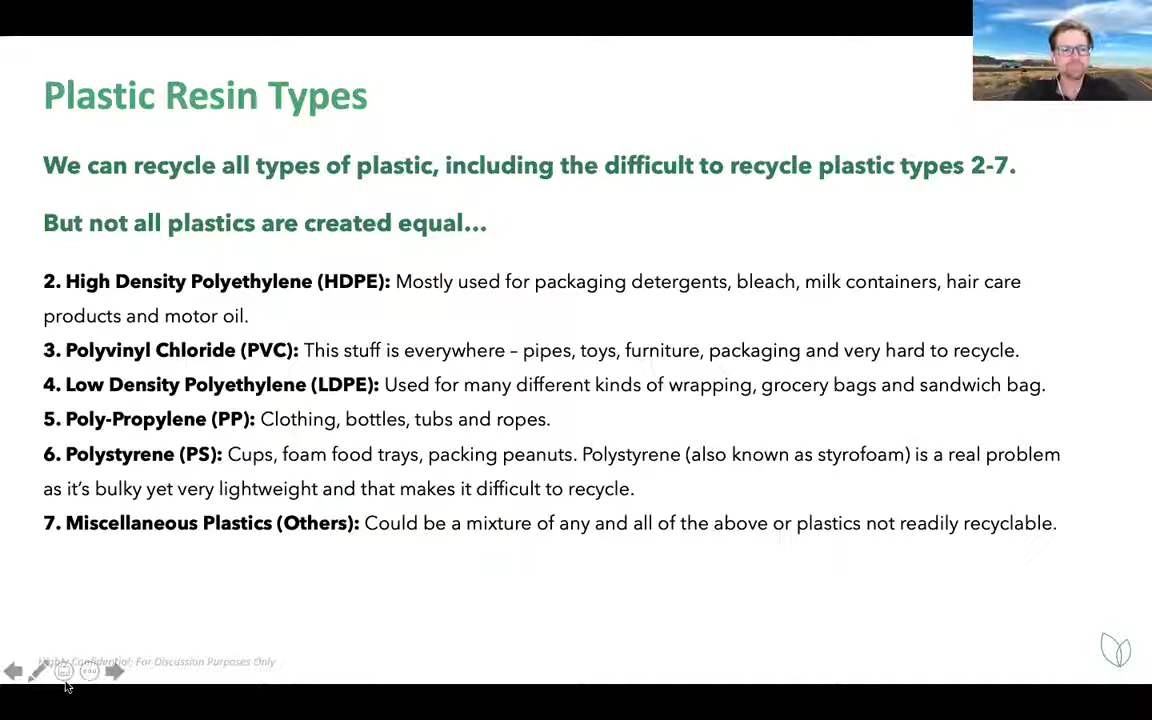 Plastic Resin Types
We can recycle all types of plastic, including the difficult to recycle plastic types 2-7.
But not all plastics are created equal...
2. High Density Polyethylene (HDPE): Mostly used for packaging detergents, bleach, milk containers, hair care
products and motor oil.
3. Polyvinyl Chloride (PVC): This stuff is everywhere – pipes, toys, furniture, packaging and very hard to recycle.
4. Low Density Polyethylene (LDPE): Used for many different kinds of wrapping, grocery bags and sandwich bag.
5. Poly-Propylene (PP): Clothing, bottles, tubs and ropes.
6. Polystyrene (PS): Cups, foam food trays, packing peanuts. Polystyrene (also known as styrofoam) is a real problem
as it's bulky yet very lightweight and that makes it difficult to recycle.
7. Miscellaneous Plastics (Others): Could be a mixture of any and all of the above or plastics not readily recyclable.
Highly Confidential; For Discussion Purposes Only